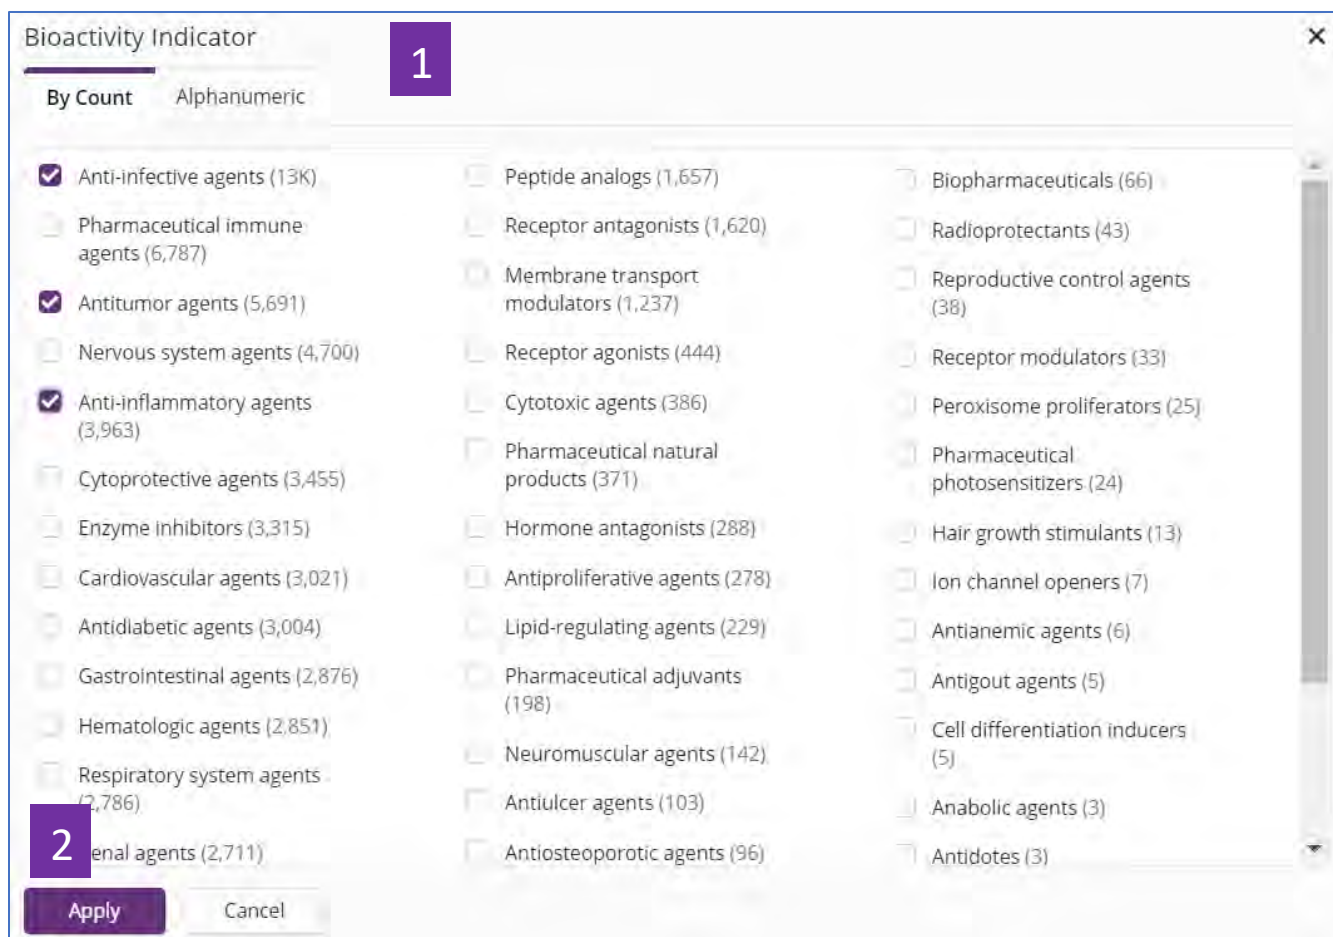 Bioactivity Indicator
1
By Count
Alphanumeric
Anti-infective agents (13K)
Pharmaceutical immune
agents (6,787)
Antitumor agents (5,691)
Nervous system agents (4,700)
Anti-inflammatory agents
(3,963)
Cytoprotective agents (3,455)
Enzyme inhibitors (3,315)
Cardiovascular agents (3,021)
Antidiabetic agents (3,004)
Gastrointestinal agents (2,876)
Hematologic agents (2,851)
Respiratory system agents
(2,786)
enal agents (2,711)
Peptide analogs (1,657)
Receptor antagonists (1,620)
Membrane transport
modulators (1,237)
Receptor agonists (444)
Cytotoxic agents (386)
Pharmaceutical natural
products (371)
Hormone antagonists (288)
Antiproliferative agents (278)
Lipid-regulating agents (229)
Pharmaceutical adjuvants
(198)
Neuromuscular agents (142)
Antiulcer agents (103)
Antiosteoporotic agents (96)
Biopharmaceuticals (66)
Radioprotectants (43)
Reproductive control agents
(38)
Receptor modulators (33)
Peroxisome proliferators (25)
Pharmaceutical
photosensitizers (24)
Hair growth stimulants (13)
Ion channel openers (7)
Antianemic agents (6)
Antigout agents (5)
Cell differentiation inducers
(5)
Anabolic agents (3)
Antidotes (3)
2
Apply
Cancel